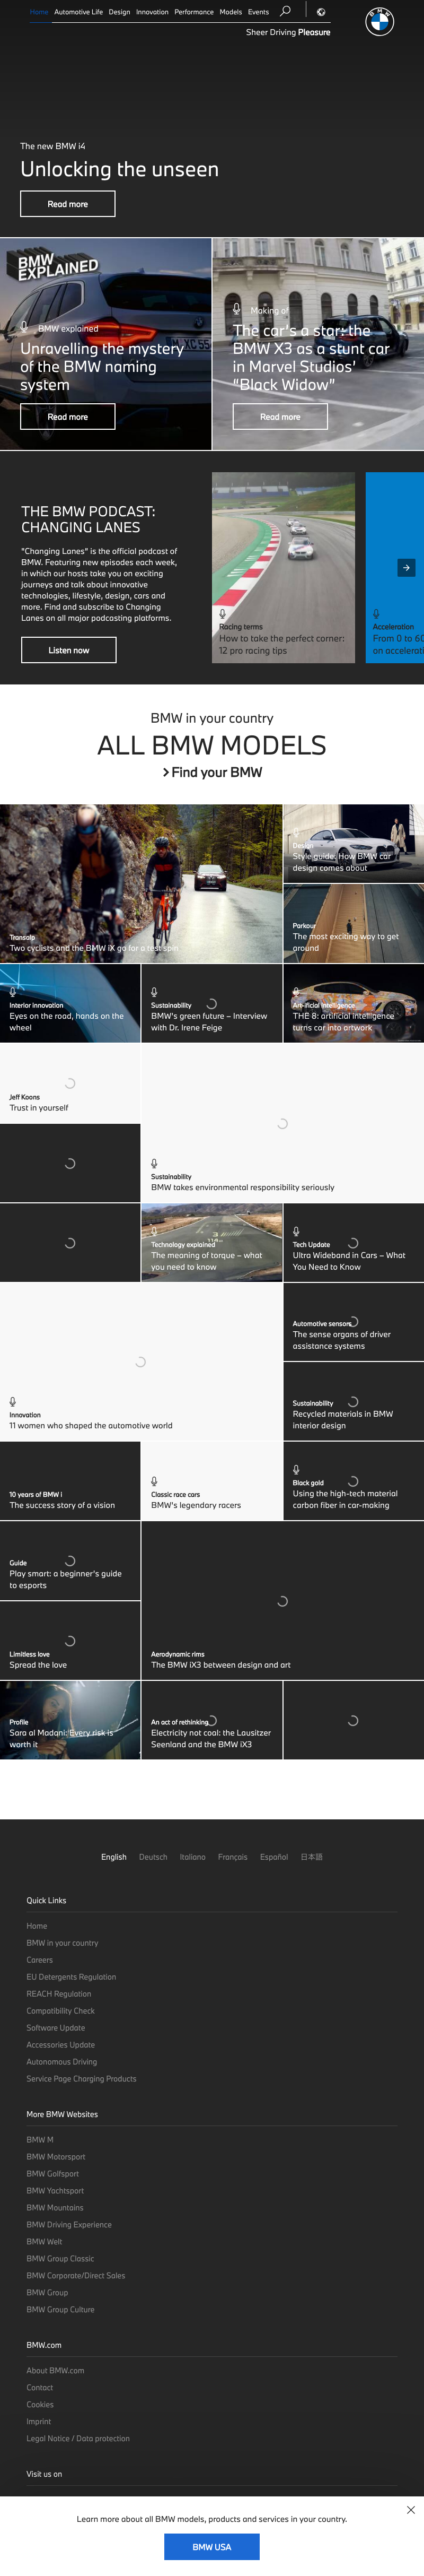 Home Automotive Life Design Innovation Performance Models Events
Sheer Driving Pleasure
BMW
The new BMW i4
Unlocking the unseen
Read more
BMW
EXPLAINED
BMW explained
Unravelling the mystery
of the BMW naming
system
Read more
Making of
The car's a star: the
BMW X3 as a stunt car
in Marvel Studios'
"Black Widow"
Read more
THE BMW PODCAST:
CHANGING LANES
"Changing Lanes" is the official podcast of
BMW. Featuring new episodes each week,
in which our hosts take you on exciting
journeys and talk about innovative
technologies, lifestyle, design, cars and
more. Find and subscribe to Changing
Lanes on all major podcasting platforms.
Listen now
Racing terms
How to take the perfect corner:
12 pro racing tips
Acceleration
From 0 to 60
an accelerati
BMW in your country
ALL BMW MODELS
Find your BMW
Transalp
Two cyclists and the BMW iX go for a test spin
Design
Style guide: How BMW car
design comes about
Parkour
The most exciting way to get
around
Interior innovation
Eyes on the road, hands on the
wheel
Sustainability
BMW's green future – Interview
with Dr. Irene Feige
Artificial intelligence
THE 8: artificial intelligence
turns car into artwork
Jeff Koons
Trust in yourself
Sustainability
BMW takes environmental responsibility seriously
Technology explained
The meaning of torque – what
you need to know
Tech Update
Ultra Wideband in Cars – What
You Need to Know
Innovation
11 women who shaped the automotive world
Automotive sensors
The sense organs of driver
assistance systems
Sustainability
Recycled materials in BMW
interior design
10 years of BMW i
The success story of a vision
Classic race cars
BMW's legendary racers
Black gold
Using the high-tech material
carbon fiber in car-making
Guide
Play smart: a beginner's guide
to esports
Limitless love
Spread the love
Aerodynamic rims
The BMW iX3 between design and art
Profile
Sara al Madani: Every risk is
worth it
An act of rethinking
Electricity not coal: the Lausitzer
Seenland and the BMW iX3
English Deutsch Italiano Français Español 日本語
Quick Links
Home
BMW in your country
Careers
EU Detergents Regulation
REACH Regulation
Compatibility Check
Software Update
Accessories Update
Autonomous Driving
Service Page Charging Products
More BMW Websites
BMW M
BMW Motorsport
BMW Golfsport
BMW Yachtsport
BMW Mountains
BMW Driving Experience
BMW Welt
BMW Group Classic
BMW Corporate/Direct Sales
BMW Group
BMW Group Culture
BMW.com
About BMW.com
Contact
Cookies
Imprint
Legal Notice / Data protection
Visit us on
Learn more about all BMW models, products and services in your country.
BMW USA